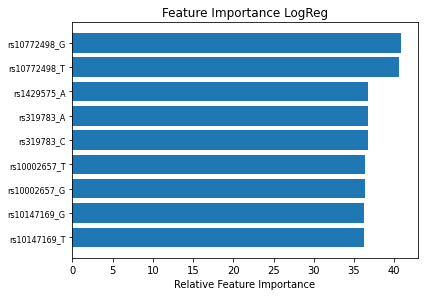 Feature Importance LogReg
rs10772498_G
rs10772498_T
rs1429575_A
rs319783_A
rs319783_C
rs10002657_T
rs10002657_G
rs10147169_G
rs10147169_T
0 5 10 15 20 25 30 35 40
Relative Feature Importance